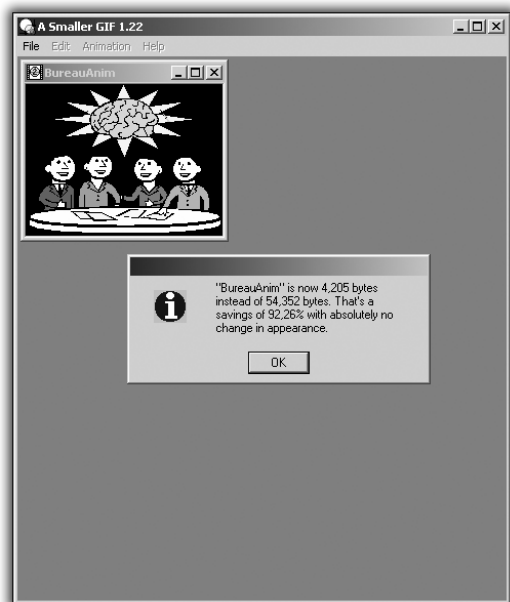 A Smaller GIF 1.22
File Edit Animation Help
BureauAnim
"BureauAnim" is now 4,205 bytes
instead of 54,352 bytes. That's a
savings of 92,26% with absolutely no
change in appearance.
OK